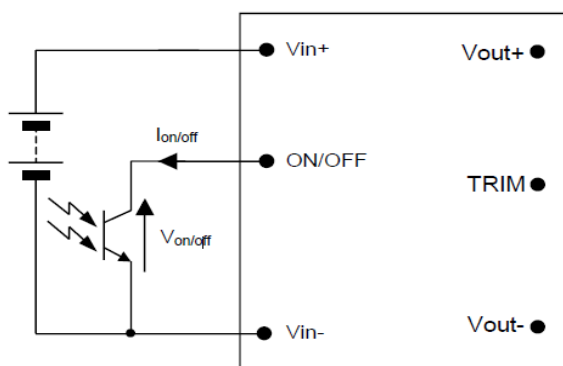 Vin+
Vout+
Ion/off
ON/OFF
TRIM
Von/off
Vin-
Vout-